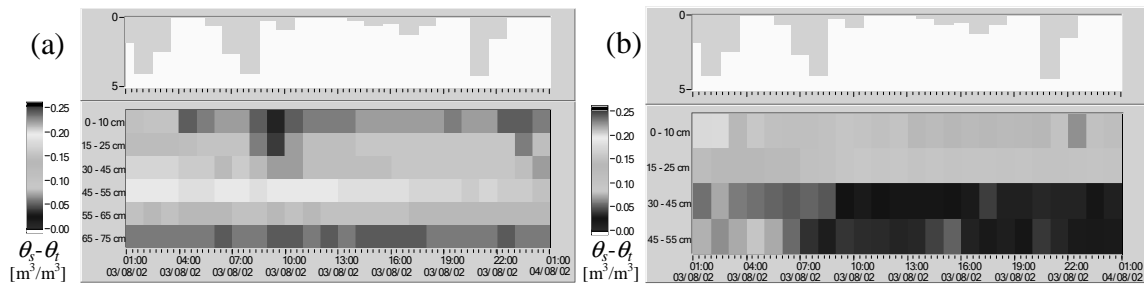 (a)
0
5
0.25
0.20
0.15
0.10
0.05
0.00
θs-θt
[m³/m³]
0 - 10 cm
15 - 25 cm
30 - 45 cm
45 - 55 cm
55 - 65 cm
65 - 75 cm
01:00 04:00 07:00 10:00 13:00 16:00 19:00 22:00 01:00
03/08/02 03/08/02 03/08/02 03/08/02 03/08/02 03/08/02 03/08/02 03/08/02 04/08/02
(b)
0
5
0.25
0.20
0.15
0.10
0.05
0.00
θs-θt
[m³/m³]
0 - 10 cm
15 - 25 cm
30 - 45 cm
45 - 55 cm
01:00 04:00 07:00 10:00 13:00 16:00 19:00 22:00 01:00
03/08/02 03/08/02 03/08/02 03/08/02 03/08/02 03/08/02 03/08/02 03/08/02 04/08/02